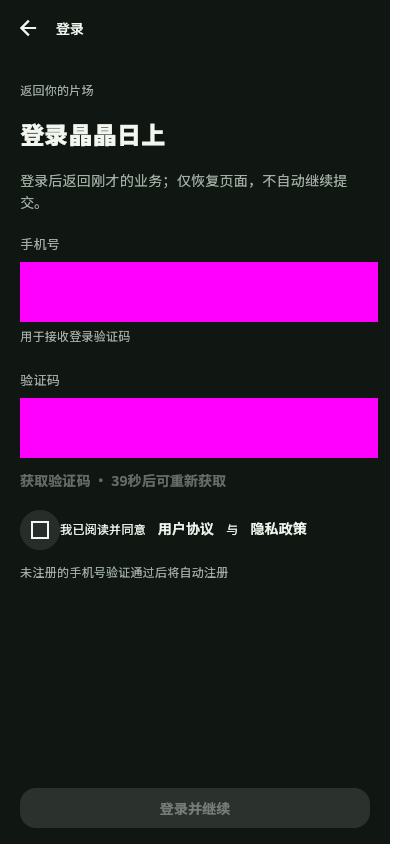 登录
返回你的片场
登录晶晶日上
登录后返回刚才的业务；仅恢复页面，不自动继续提
交。
手机号
用于接收登录验证码
验证码
获取验证码 · 39秒后可重新获取
我已阅读并同意 用户协议 与 隐私政策
未注册的手机号验证通过后将自动注册
登录并继续